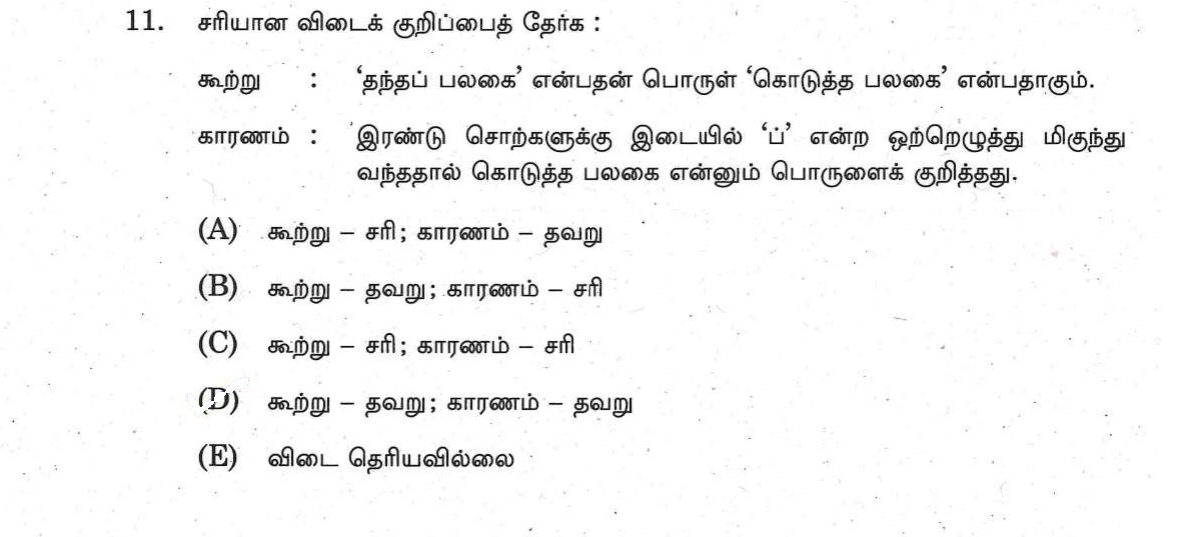 11. சரியான விடைக் குறிப்பைத் தேர்க :
கூற்று : ‘தந்தப் பலகை’ என்பதன் பொருள் ‘கொடுத்த பலகை’ என்பதாகும்.
காரணம் : இரண்டு சொற்களுக்கு இடையில் ‘ப்’ என்ற ஒற்றெழுத்து மிகுந்து
வந்ததால் கொடுத்த பலகை என்னும் பொருளைக் குறித்தது.
(A) கூற்று – சரி; காரணம் – தவறு
(B) கூற்று – தவறு; காரணம் – சரி
(C) கூற்று – சரி; காரணம் – சரி
(D) கூற்று – தவறு; காரணம் – தவறு
(E) விடை தெரியவில்லை